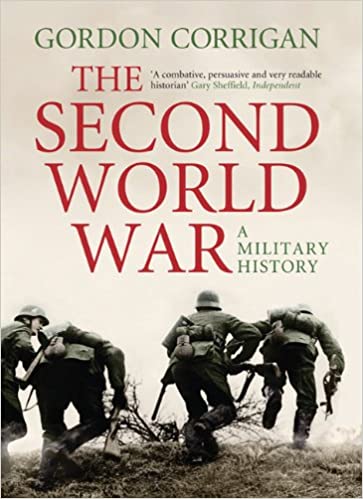 GORDON CORRIGAN
THE
'A combative, persuasive and very readable
historian' Gary Sheffield, Independent
SECOND
WORLD
WAR
A
MILITARY
HISTORY